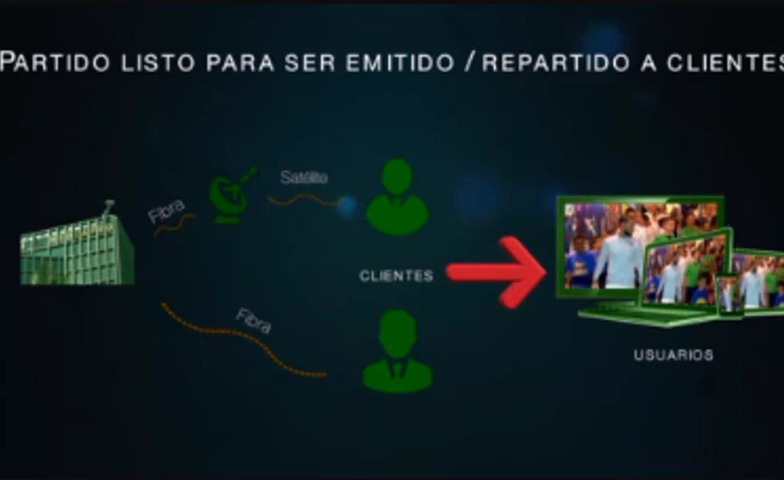 PARTIDO LISTO PARA SER EMITIDO / REPARTIDO A CLIENTES
Fibra
Satélite
CLIENTES
Fibra
USUARIOS